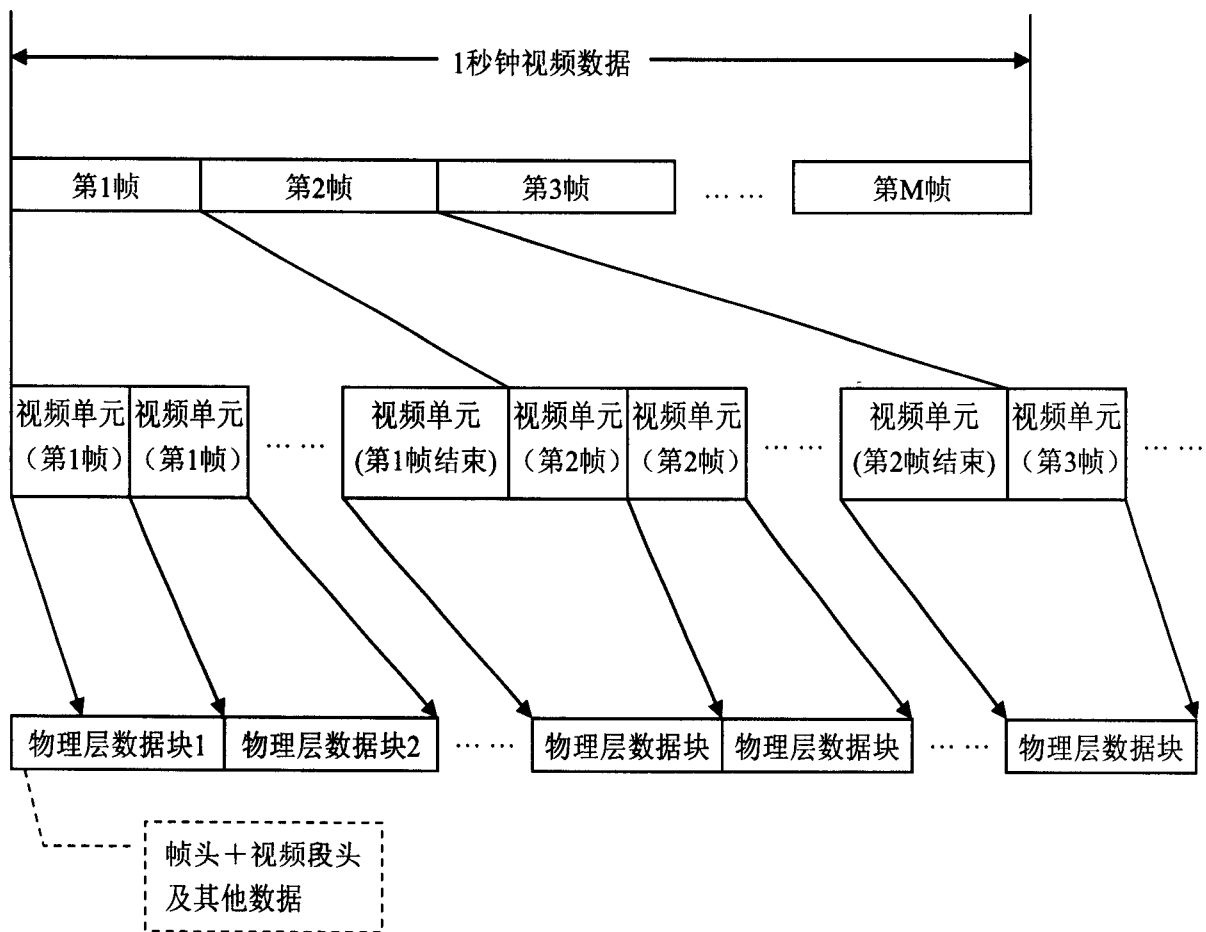 1秒钟视频数据
第1帧 第2帧 第3帧 …… 第M帧
视频单元 视频单元 …… 视频单元 视频单元 视频单元 …… 视频单元 视频单元 ……
（第1帧） （第1帧） (第1帧结束) （第2帧） （第2帧） (第2帧结束) （第3帧）
物理层数据块1 物理层数据块2 …… 物理层数据块 物理层数据块 …… 物理层数据块
帧头＋视频段头
及其他数据